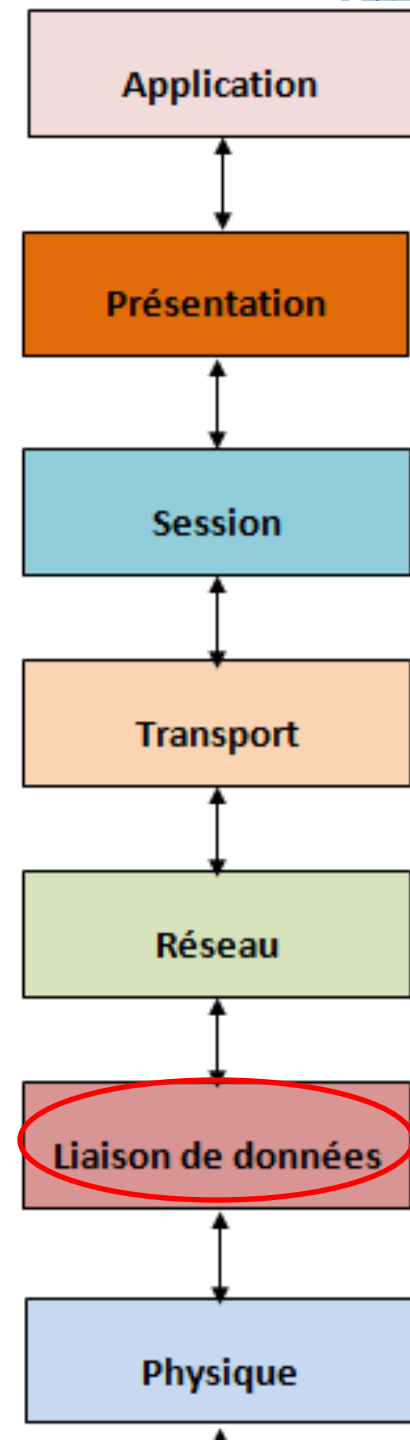 Application
Présentation
Session
Transport
Réseau
Liaison de données
Physique